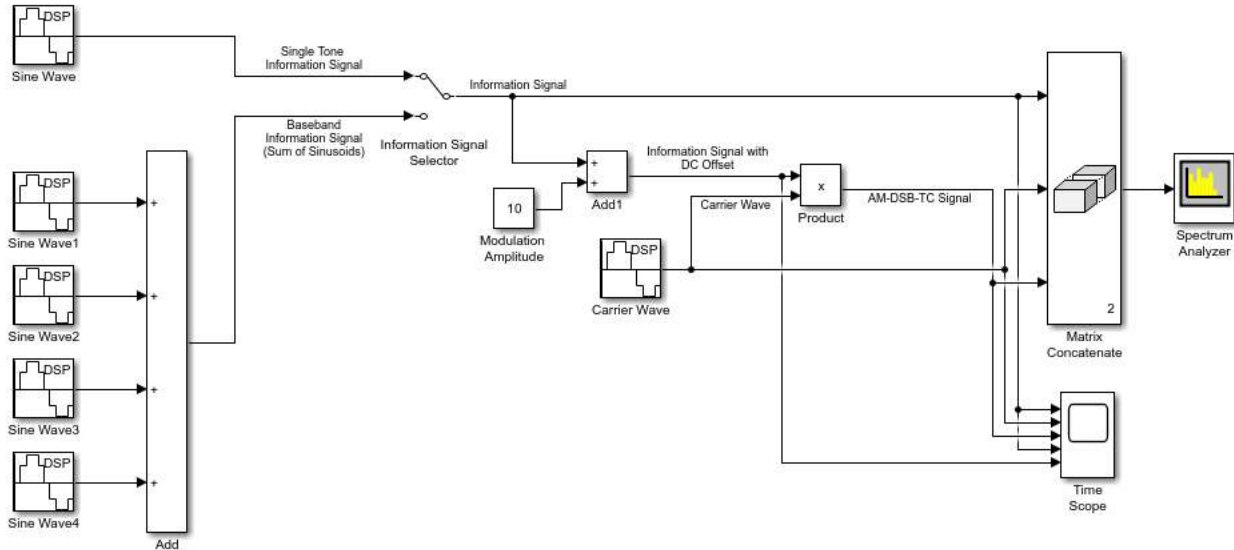 DSP
Sine Wave
Single Tone
Information Signal
Information Signal
Baseband
Information Signal
(Sum of Sinusoids)
Information Signal
Selector
DSP
Sine Wave1
+
DSP
Sine Wave2
+
DSP
Sine Wave3
+
DSP
Sine Wave4
+
Add
10
Modulation
Amplitude
+
+
Add1
Information Signal with
DC Offset
Carrier Wave
DSP
Carrier Wave
x
Product
AM-DSB-TC Signal
2
Matrix
Concatenate
Spectrum
Analyzer
Time
Scope